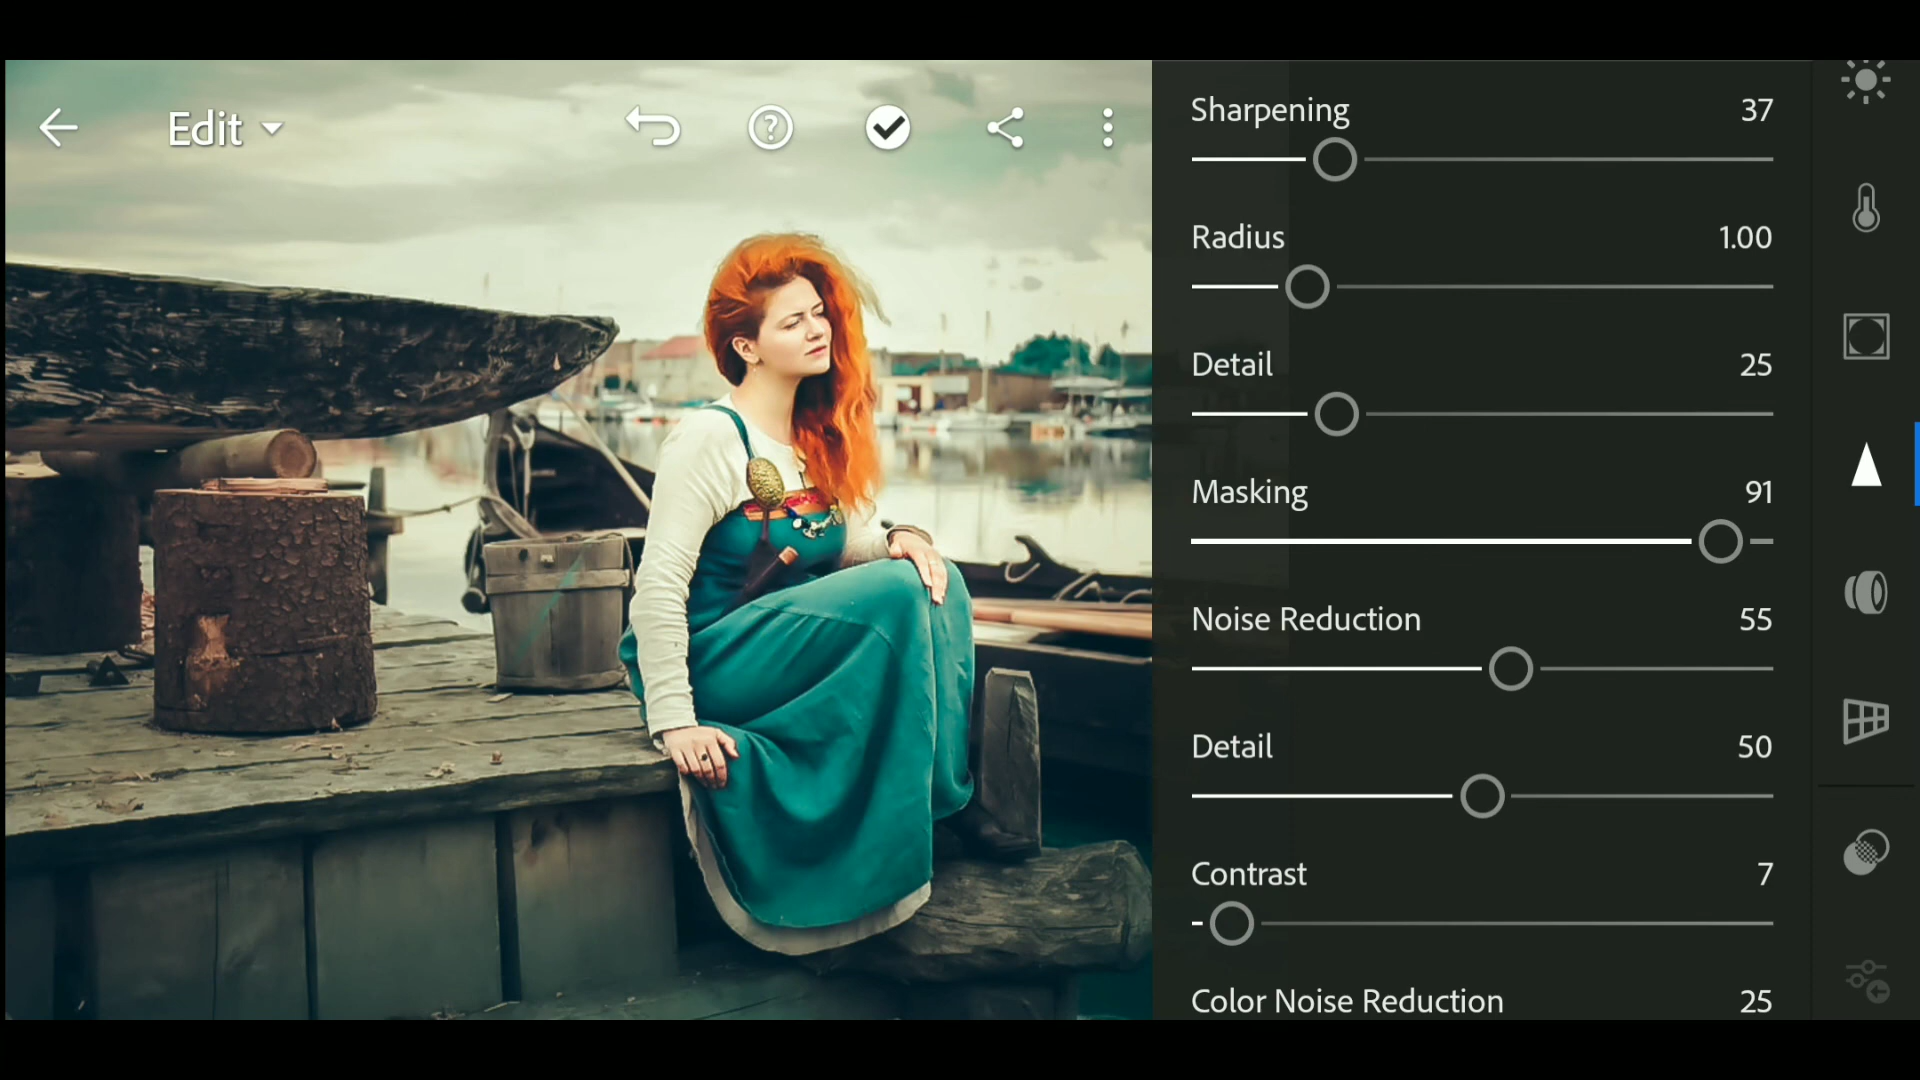 Edit
Sharpening 37
Radius 1.00
Detail 25
Masking 91
Noise Reduction 55
Detail 50
Contrast 7
Color Noise Reduction 25